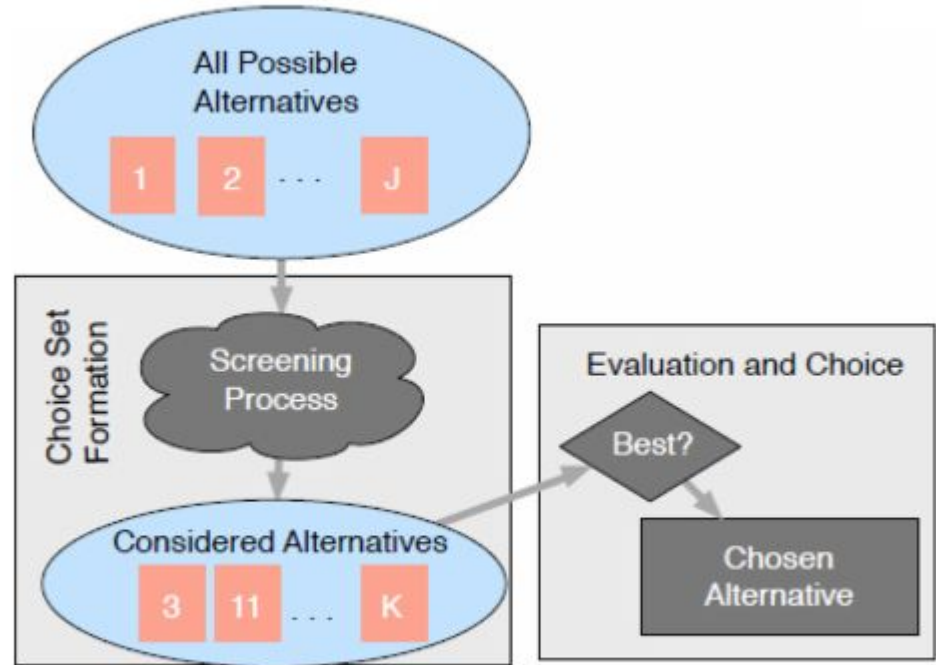 All Possible
Alternatives
1 2 . . . J
Choice Set
Formation
Screening
Process
Considered Alternatives
3 11 . . . K
Evaluation and Choice
Best?
Chosen
Alternative